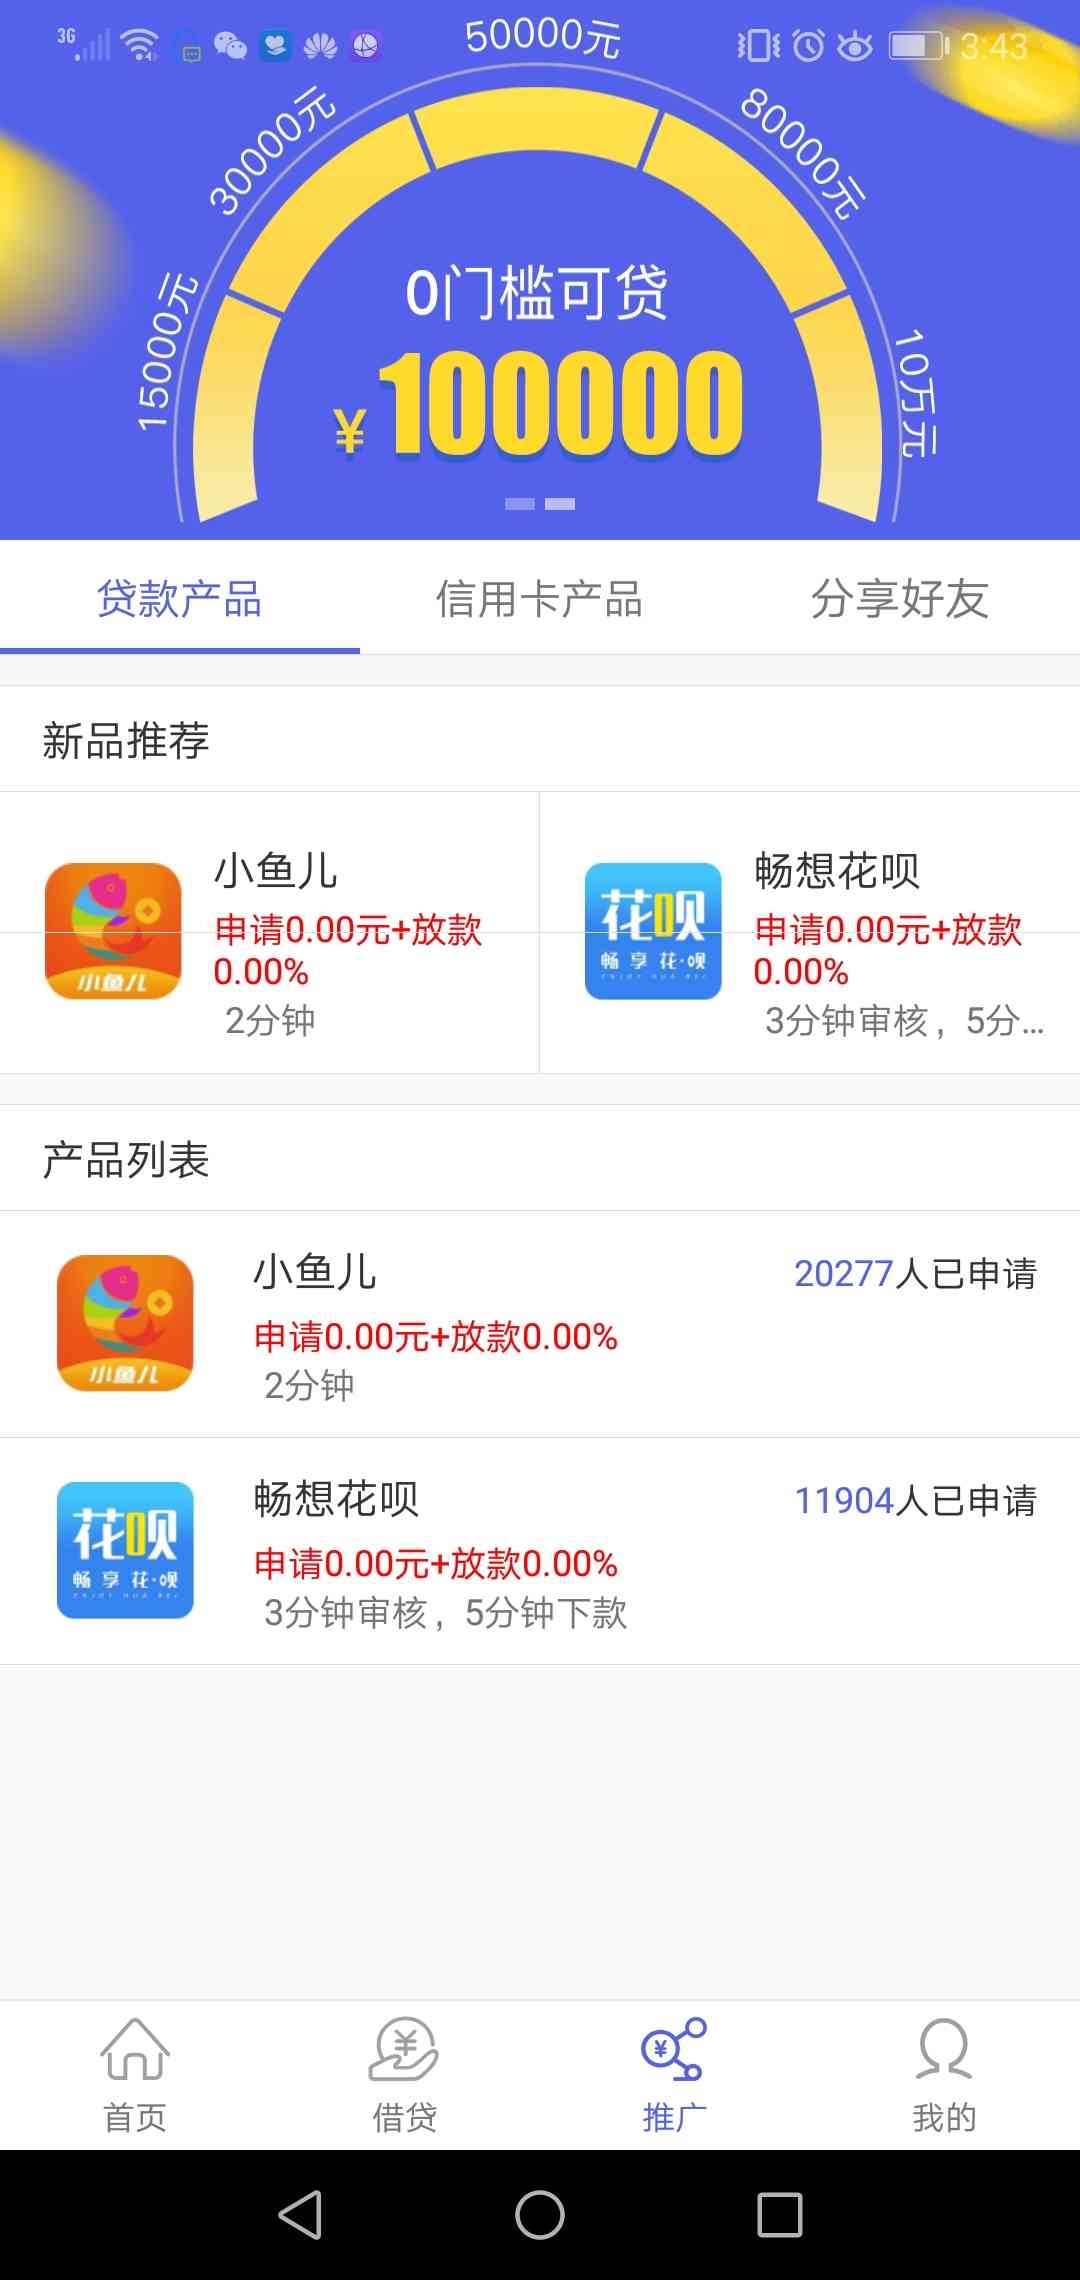 3G
3:43
50000元
30000元
80000元
15000元
10万元
0门槛可贷
¥100000
贷款产品
信用卡产品
分享好友
新品推荐
小鱼儿
小鱼儿
申请0.00元+放款
0.00%
2分钟
花呗
畅享花·呗
畅想花呗
申请0.00元+放款
0.00%
3分钟审核，5分...
产品列表
小鱼儿
小鱼儿
20277人已申请
申请0.00元+放款0.00%
2分钟
花呗
畅享花·呗
畅想花呗
11904人已申请
申请0.00元+放款0.00%
3分钟审核，5分钟下款
首页
借贷
推广
我的